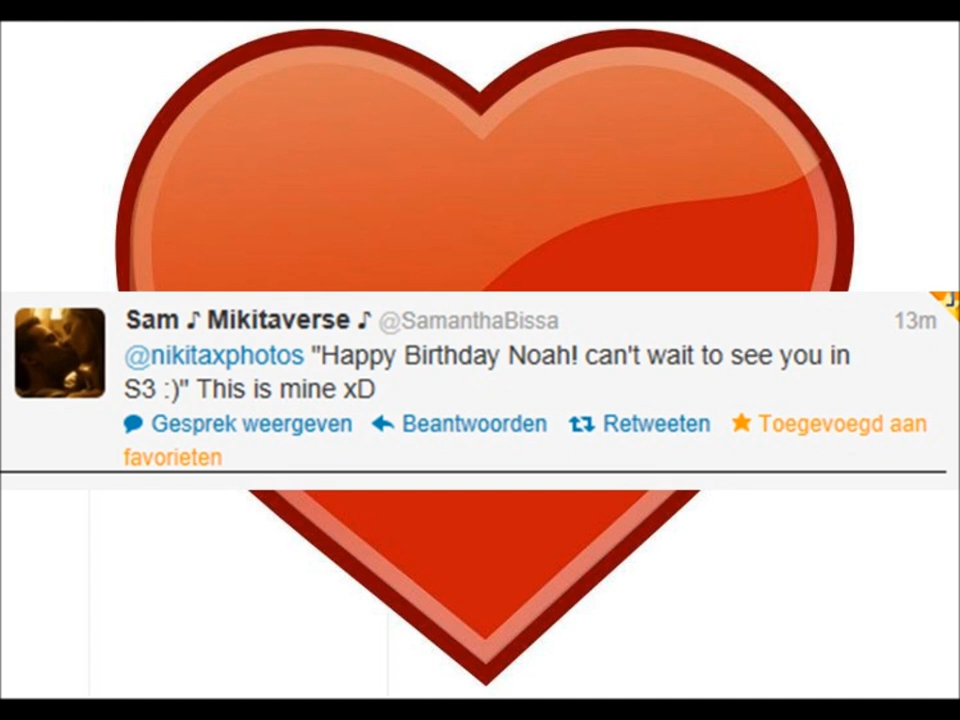 Sam ♪ Mikitaverse ♪ @SamanthaBissa 13m
@nikitaxphotos "Happy Birthday Noah! can't wait to see you in
S3 :)" This is mine xD
Gesprek weergeven Beantwoorden Retweeten Toegevoegd aan
favorieten